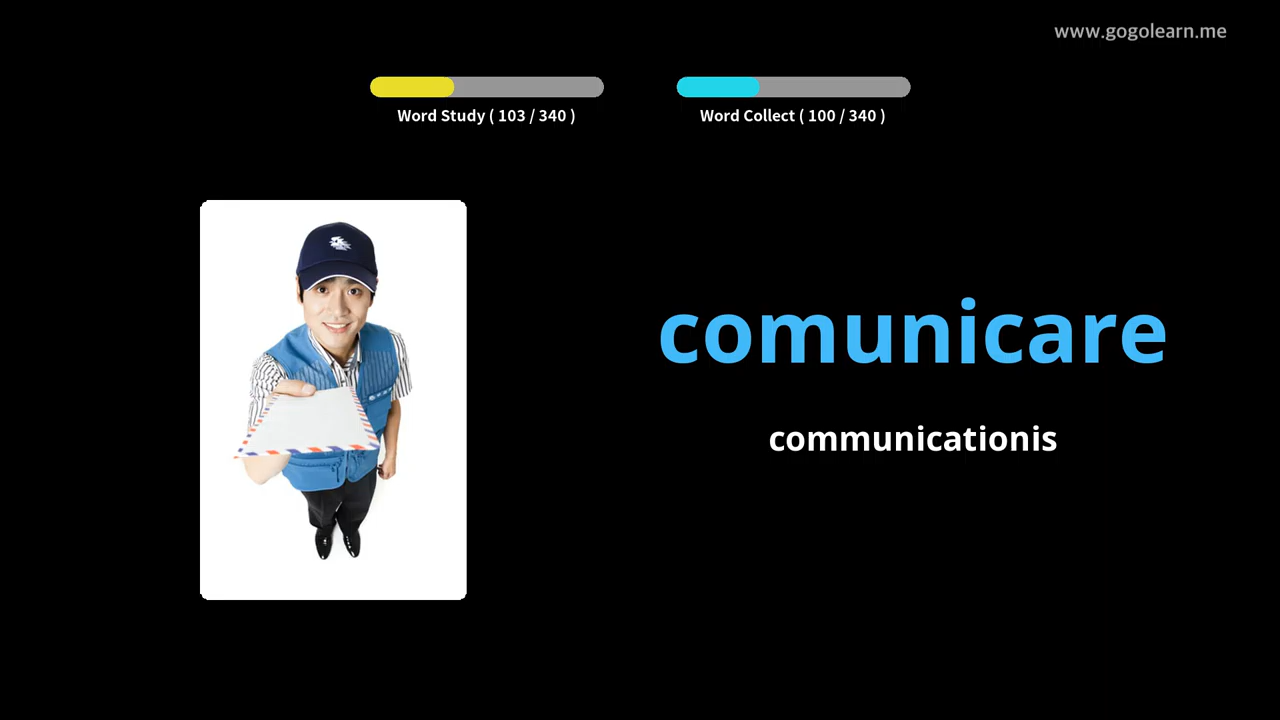 www.gogolearn.me
Word Study ( 103 / 340 )
Word Collect ( 100 / 340 )
comunicare
communicationis